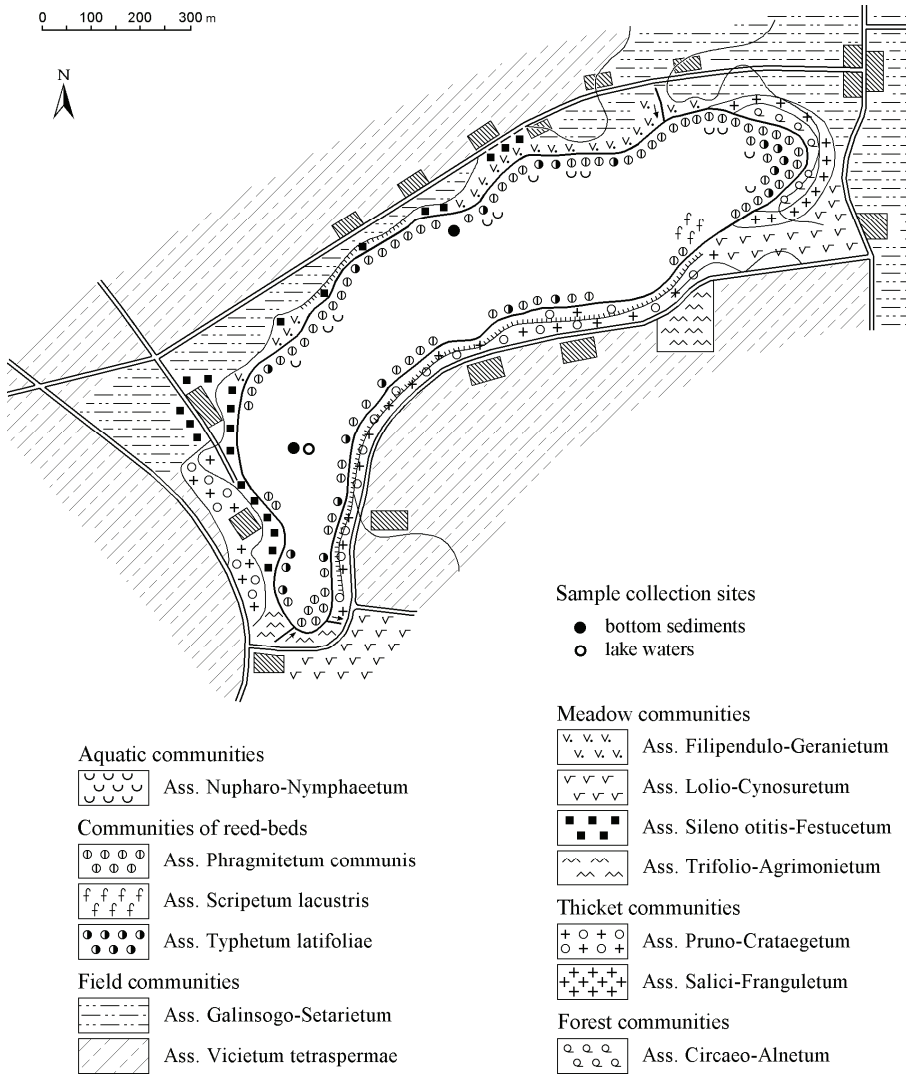 0 100 200 300 m
N
Sample collection sites
bottom sediments
lake waters
Aquatic communities
Ass. Nupharo-Nymphaeetum
Communities of reed-beds
Ass. Phragmitetum communis
Ass. Scripetum lacustris
Ass. Typhetum latifoliae
Field communities
Ass. Galinsogo-Setarietum
Ass. Vicietum tetraspermae
Meadow communities
Ass. Filipendulo-Geranietum
Ass. Lolio-Cynosuretum
Ass. Sileno otitis-Festucetum
Ass. Trifolio-Agrimonietum
Thicket communities
Ass. Pruno-Crataegetum
Ass. Salici-Franguletum
Forest communities
Ass. Circaeo-Alnetum